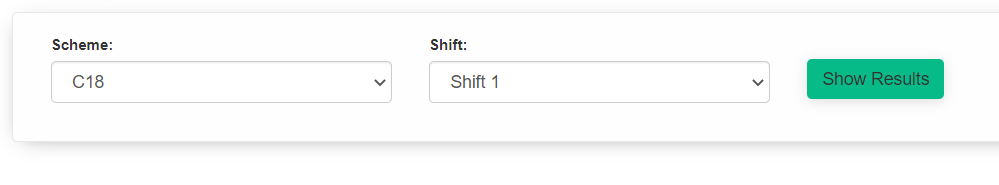 Scheme:
Shift:
C18
Shift 1
Show Results